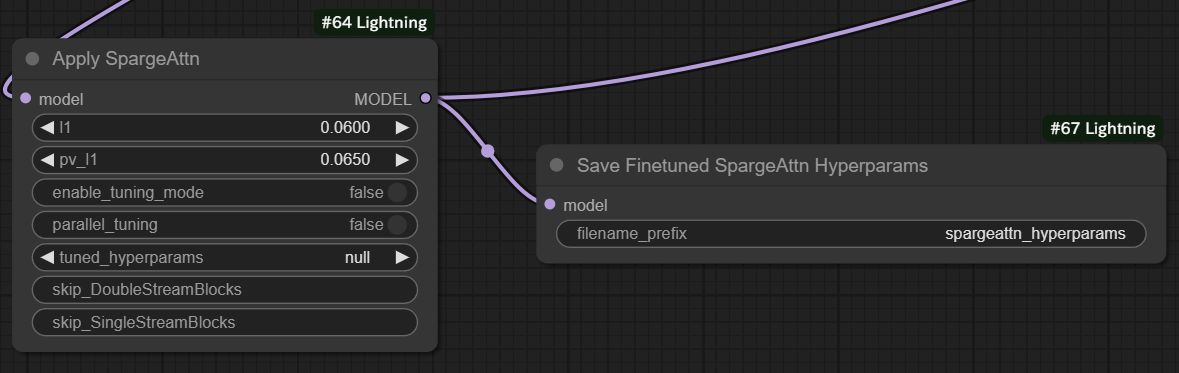 #64 Lightning
Apply SpargeAttn
model MODEL
l1 0.0600
pv_l1 0.0650
enable_tuning_mode false
parallel_tuning false
tuned_hyperparams null
skip_DoubleStreamBlocks
skip_SingleStreamBlocks
#67 Lightning
Save Finetuned SpargeAttn Hyperparams
model
filename_prefix spargeattn_hyperparams